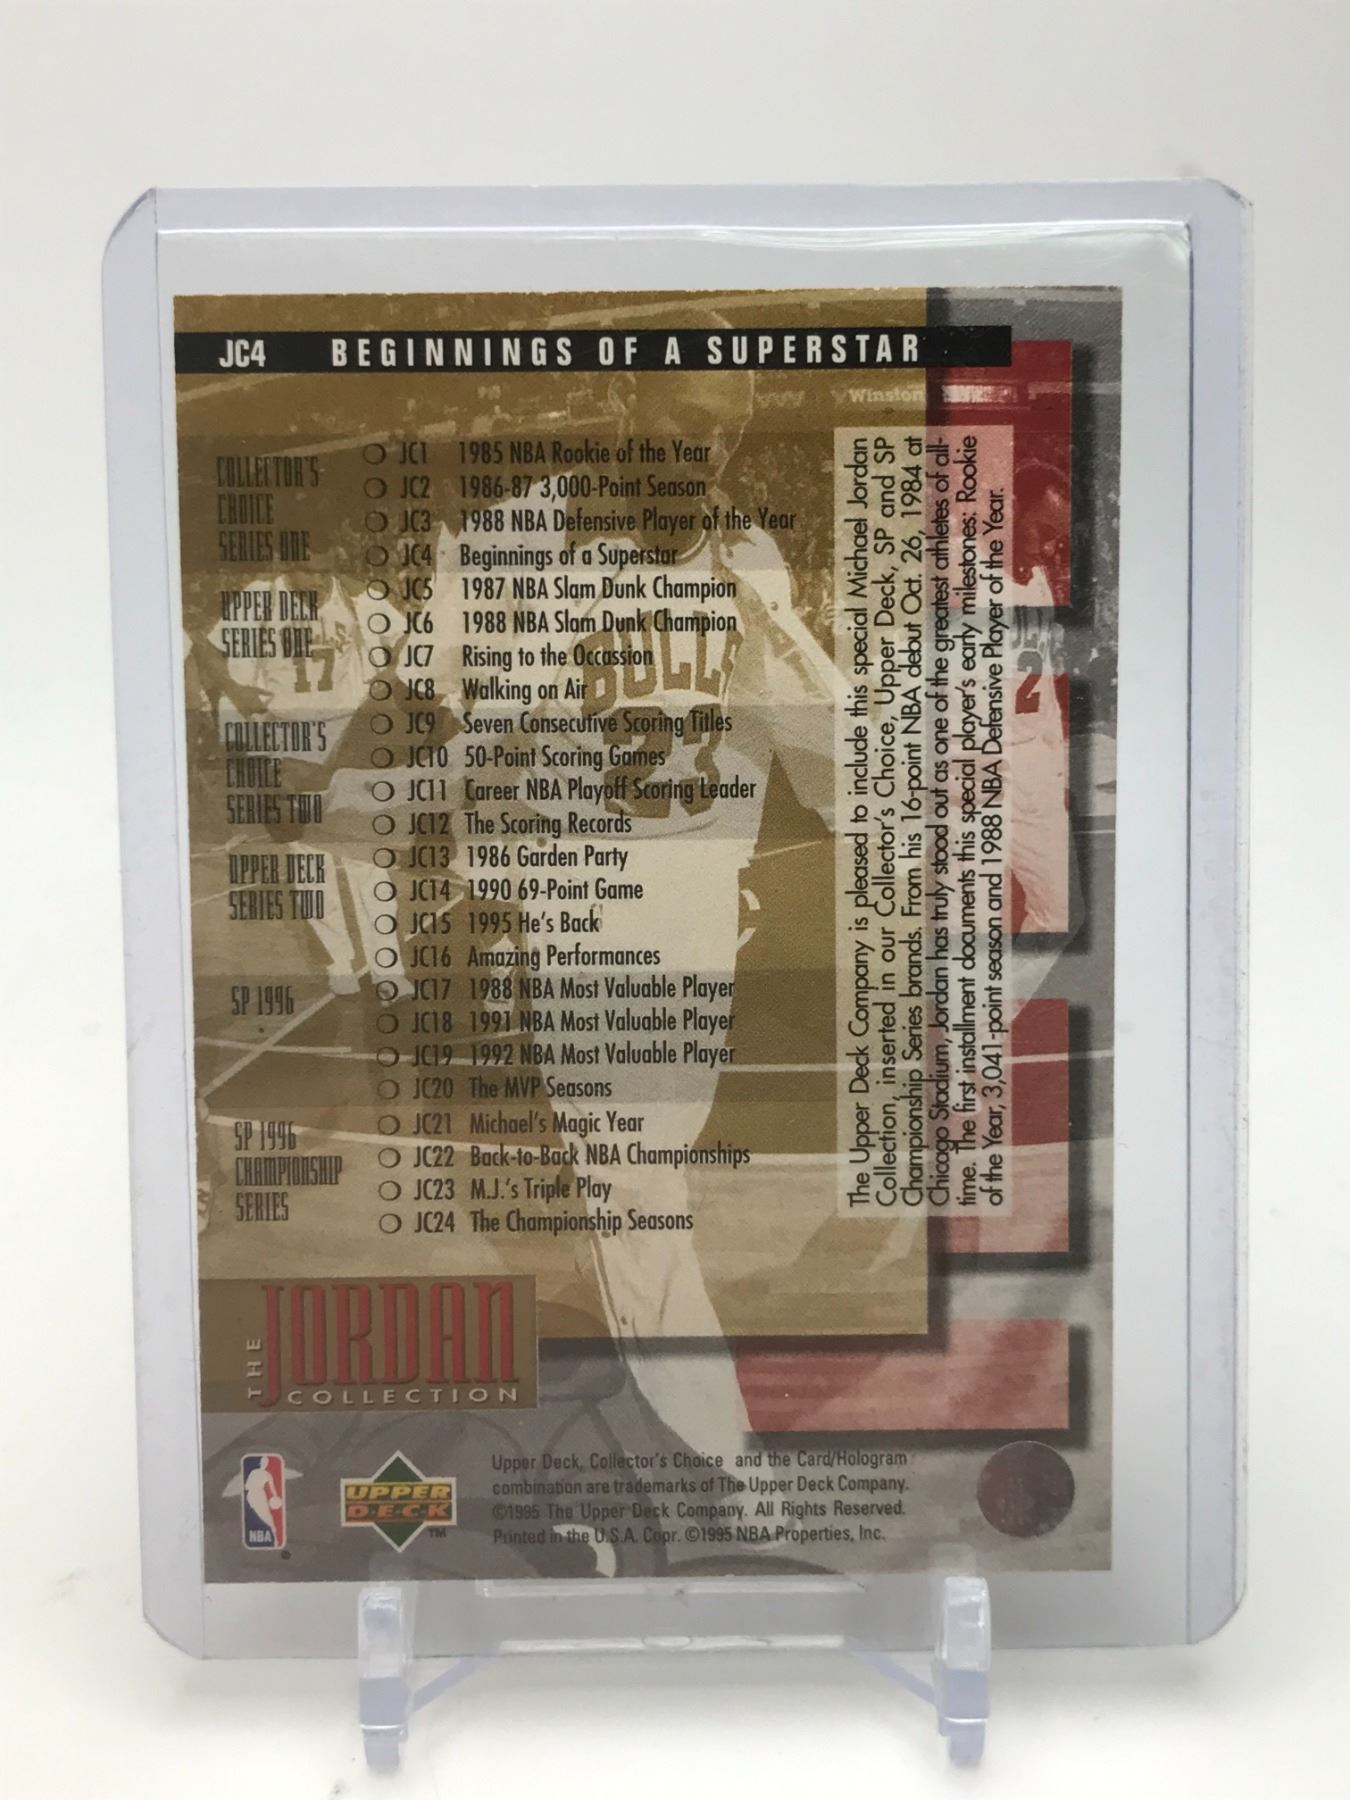 JC4 BEGINNINGS OF A SUPERSTAR
Winston
COLLECTOR'S
CHOICE
SERIES ONE
JC1 1985 NBA Rookie of the Year
JC2 1986-87 3,000-Point Season
JC3 1988 NBA Defensive Player of the Year
JC4 Beginnings of a Superstar
UPPER DECK
SERIES ONE
JC5 1987 NBA Slam Dunk Champion
JC6 1988 NBA Slam Dunk Champion
JC7 Rising to the Occassion
JC8 Walking on Air
COLLECTOR'S
CHOICE
SERIES TWO
JC9 Seven Consecutive Scoring Titles
JC10 50-Point Scoring Games
JC11 Career NBA Playoff Scoring Leader
JC12 The Scoring Records
UPPER DECK
SERIES TWO
JC13 1986 Garden Party
JC14 1990 69-Point Game
JC15 1995 He's Back
JC16 Amazing Performances
SP 1996
JC17 1988 NBA Most Valuable Player
JC18 1991 NBA Most Valuable Player
JC19 1992 NBA Most Valuable Player
JC20 The MVP Seasons
SP 1996
CHAMPIONSHIP
SERIES
JC21 Michael's Magic Year
JC22 Back-to-Back NBA Championships
JC23 M.J.'s Triple Play
JC24 The Championship Seasons
The Upper Deck Company is pleased to include this special Michael Jordan
Collection, inserted in our Collector's Choice, Upper Deck, SP and SP
Championship Series brands. From his 16-point NBA debut Oct. 26, 1984 at
Chicago Stadium, Jordan has truly stood out as one of the greatest athletes of all-
time. The first installment documents this special player's early milestones: Rookie
of the Year, 3,041-point season and 1988 NBA Defensive Player of the Year.
BULLS
23
17
2
THE
JORDAN
COLLECTION
NBA
UPPER
D·E·C·K
TM
Upper Deck, Collector's Choice and the Card/Hologram
combination are trademarks of The Upper Deck Company.
©1995 The Upper Deck Company. All Rights Reserved.
Printed in the U.S.A. Copr. ©1995 NBA Properties, Inc.